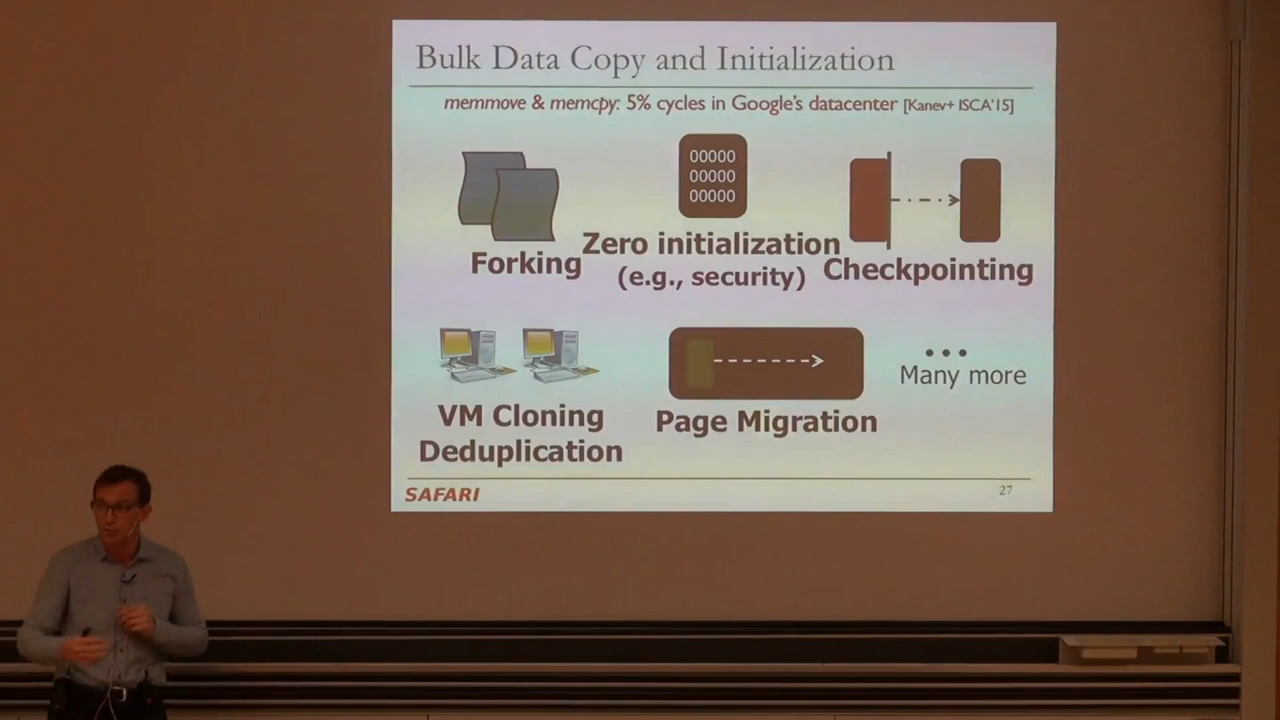 Bulk Data Copy and Initialization
memmove & memcpy: 5% cycles in Google's datacenter [Kanev+ ISCA'15]
00000
00000
00000
Forking
Zero initialization
(e.g., security)
Checkpointing
VM Cloning
Deduplication
Page Migration
•••
Many more
SAFARI
27